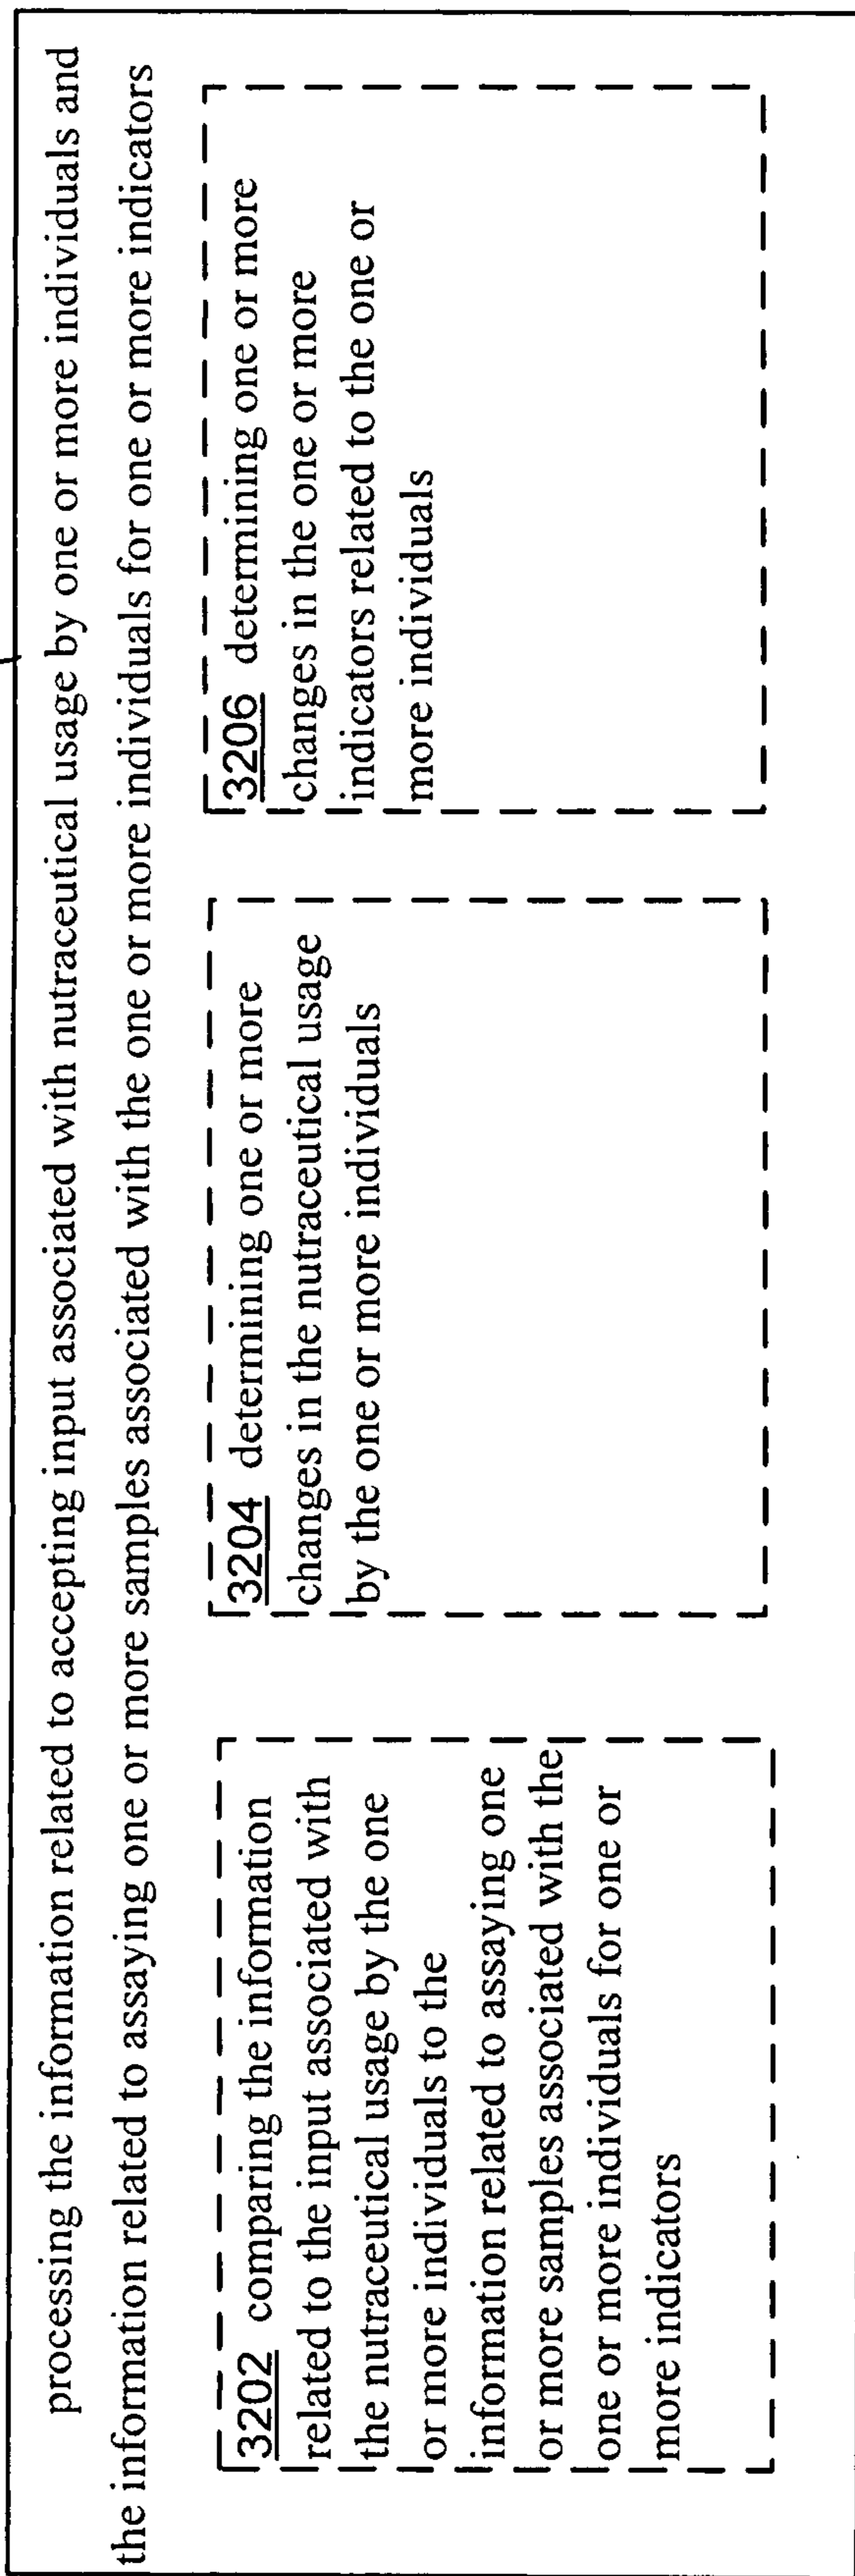 processing the information related to accepting input associated with nutraceutical usage by one or more individuals and
the information related to assaying one or more samples associated with the one or more individuals for one or more indicators
3202 comparing the information
related to the input associated with
the nutraceutical usage by the one
or more individuals to the
information related to assaying one
or more samples associated with the
one or more individuals for one or
more indicators
3204 determining one or more
changes in the nutraceutical usage
by the one or more individuals
3206 determining one or more
changes in the one or more
indicators related to the one or
more individuals